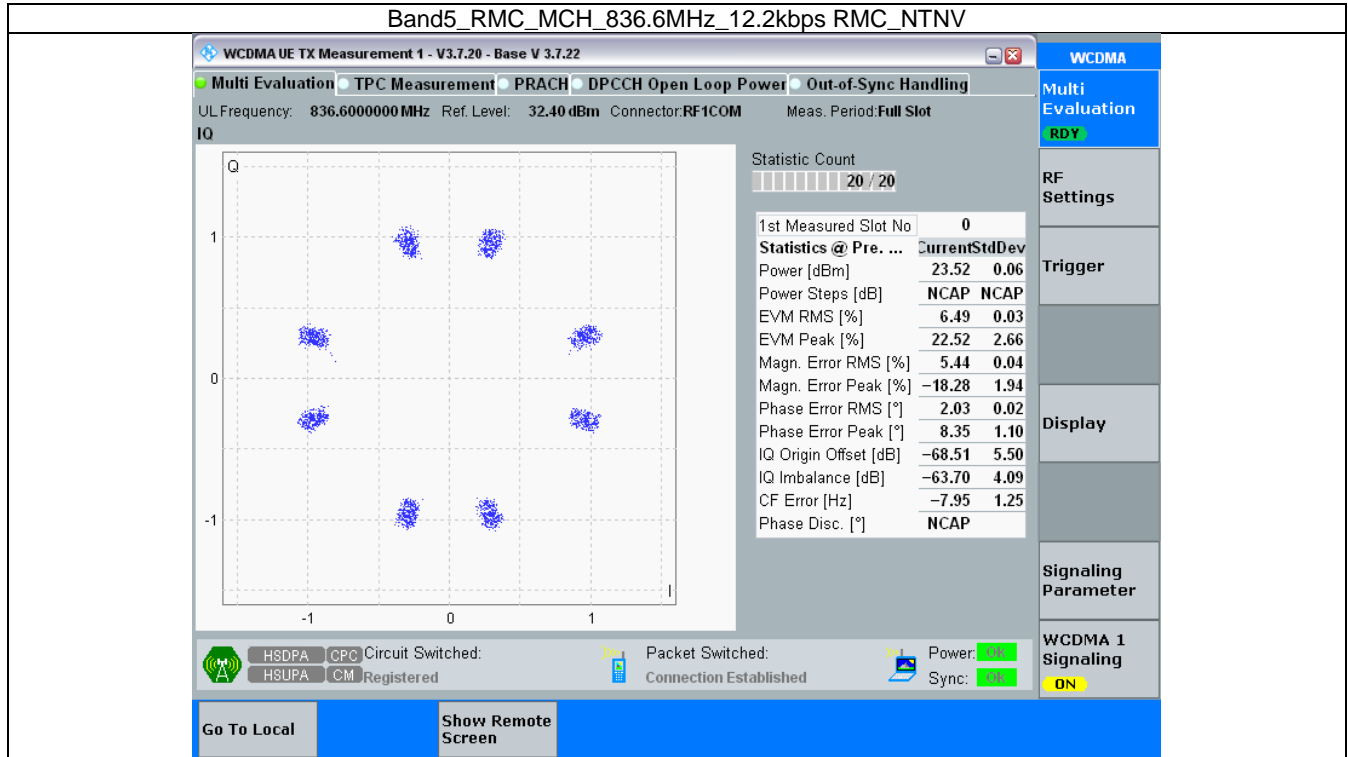 Band5_RMC_MCH_836.6MHz_12.2kbps RMC_NTNV
WCDMA UE TX Measurement 1 - V3.7.20 - Base V 3.7.22
Multi Evaluation TPC Measurement PRACH DPCCH Open Loop Power Out-of-Sync Handling
UL Frequency: 836.6000000 MHz Ref. Level: 32.40 dBm Connector:RF1COM Meas. Period:Full Slot
IQ
Q
1
0
-1
-1 0 1
I
Statistic Count
20 / 20
1st Measured Slot No 0
Statistics @ Pre. ... Current StdDev
Power [dBm] 23.52 0.06
Power Steps [dB] NCAP NCAP
EVM RMS [%] 6.49 0.03
EVM Peak [%] 22.52 2.66
Magn. Error RMS [%] 5.44 0.04
Magn. Error Peak [%] −18.28 1.94
Phase Error RMS [°] 2.03 0.02
Phase Error Peak [°] 8.35 1.10
IQ Origin Offset [dB] −68.51 5.50
IQ Imbalance [dB] −63.70 4.09
CF Error [Hz] −7.95 1.25
Phase Disc. [°] NCAP
HSDPA CPC Circuit Switched:
HSUPA CM Registered
Packet Switched:
Connection Established
Power: Ok
Sync: Ok
WCDMA
Multi
Evaluation
RDY
RF
Settings
Trigger
Display
Signaling
Parameter
WCDMA 1
Signaling
ON
Go To Local
Show Remote
Screen